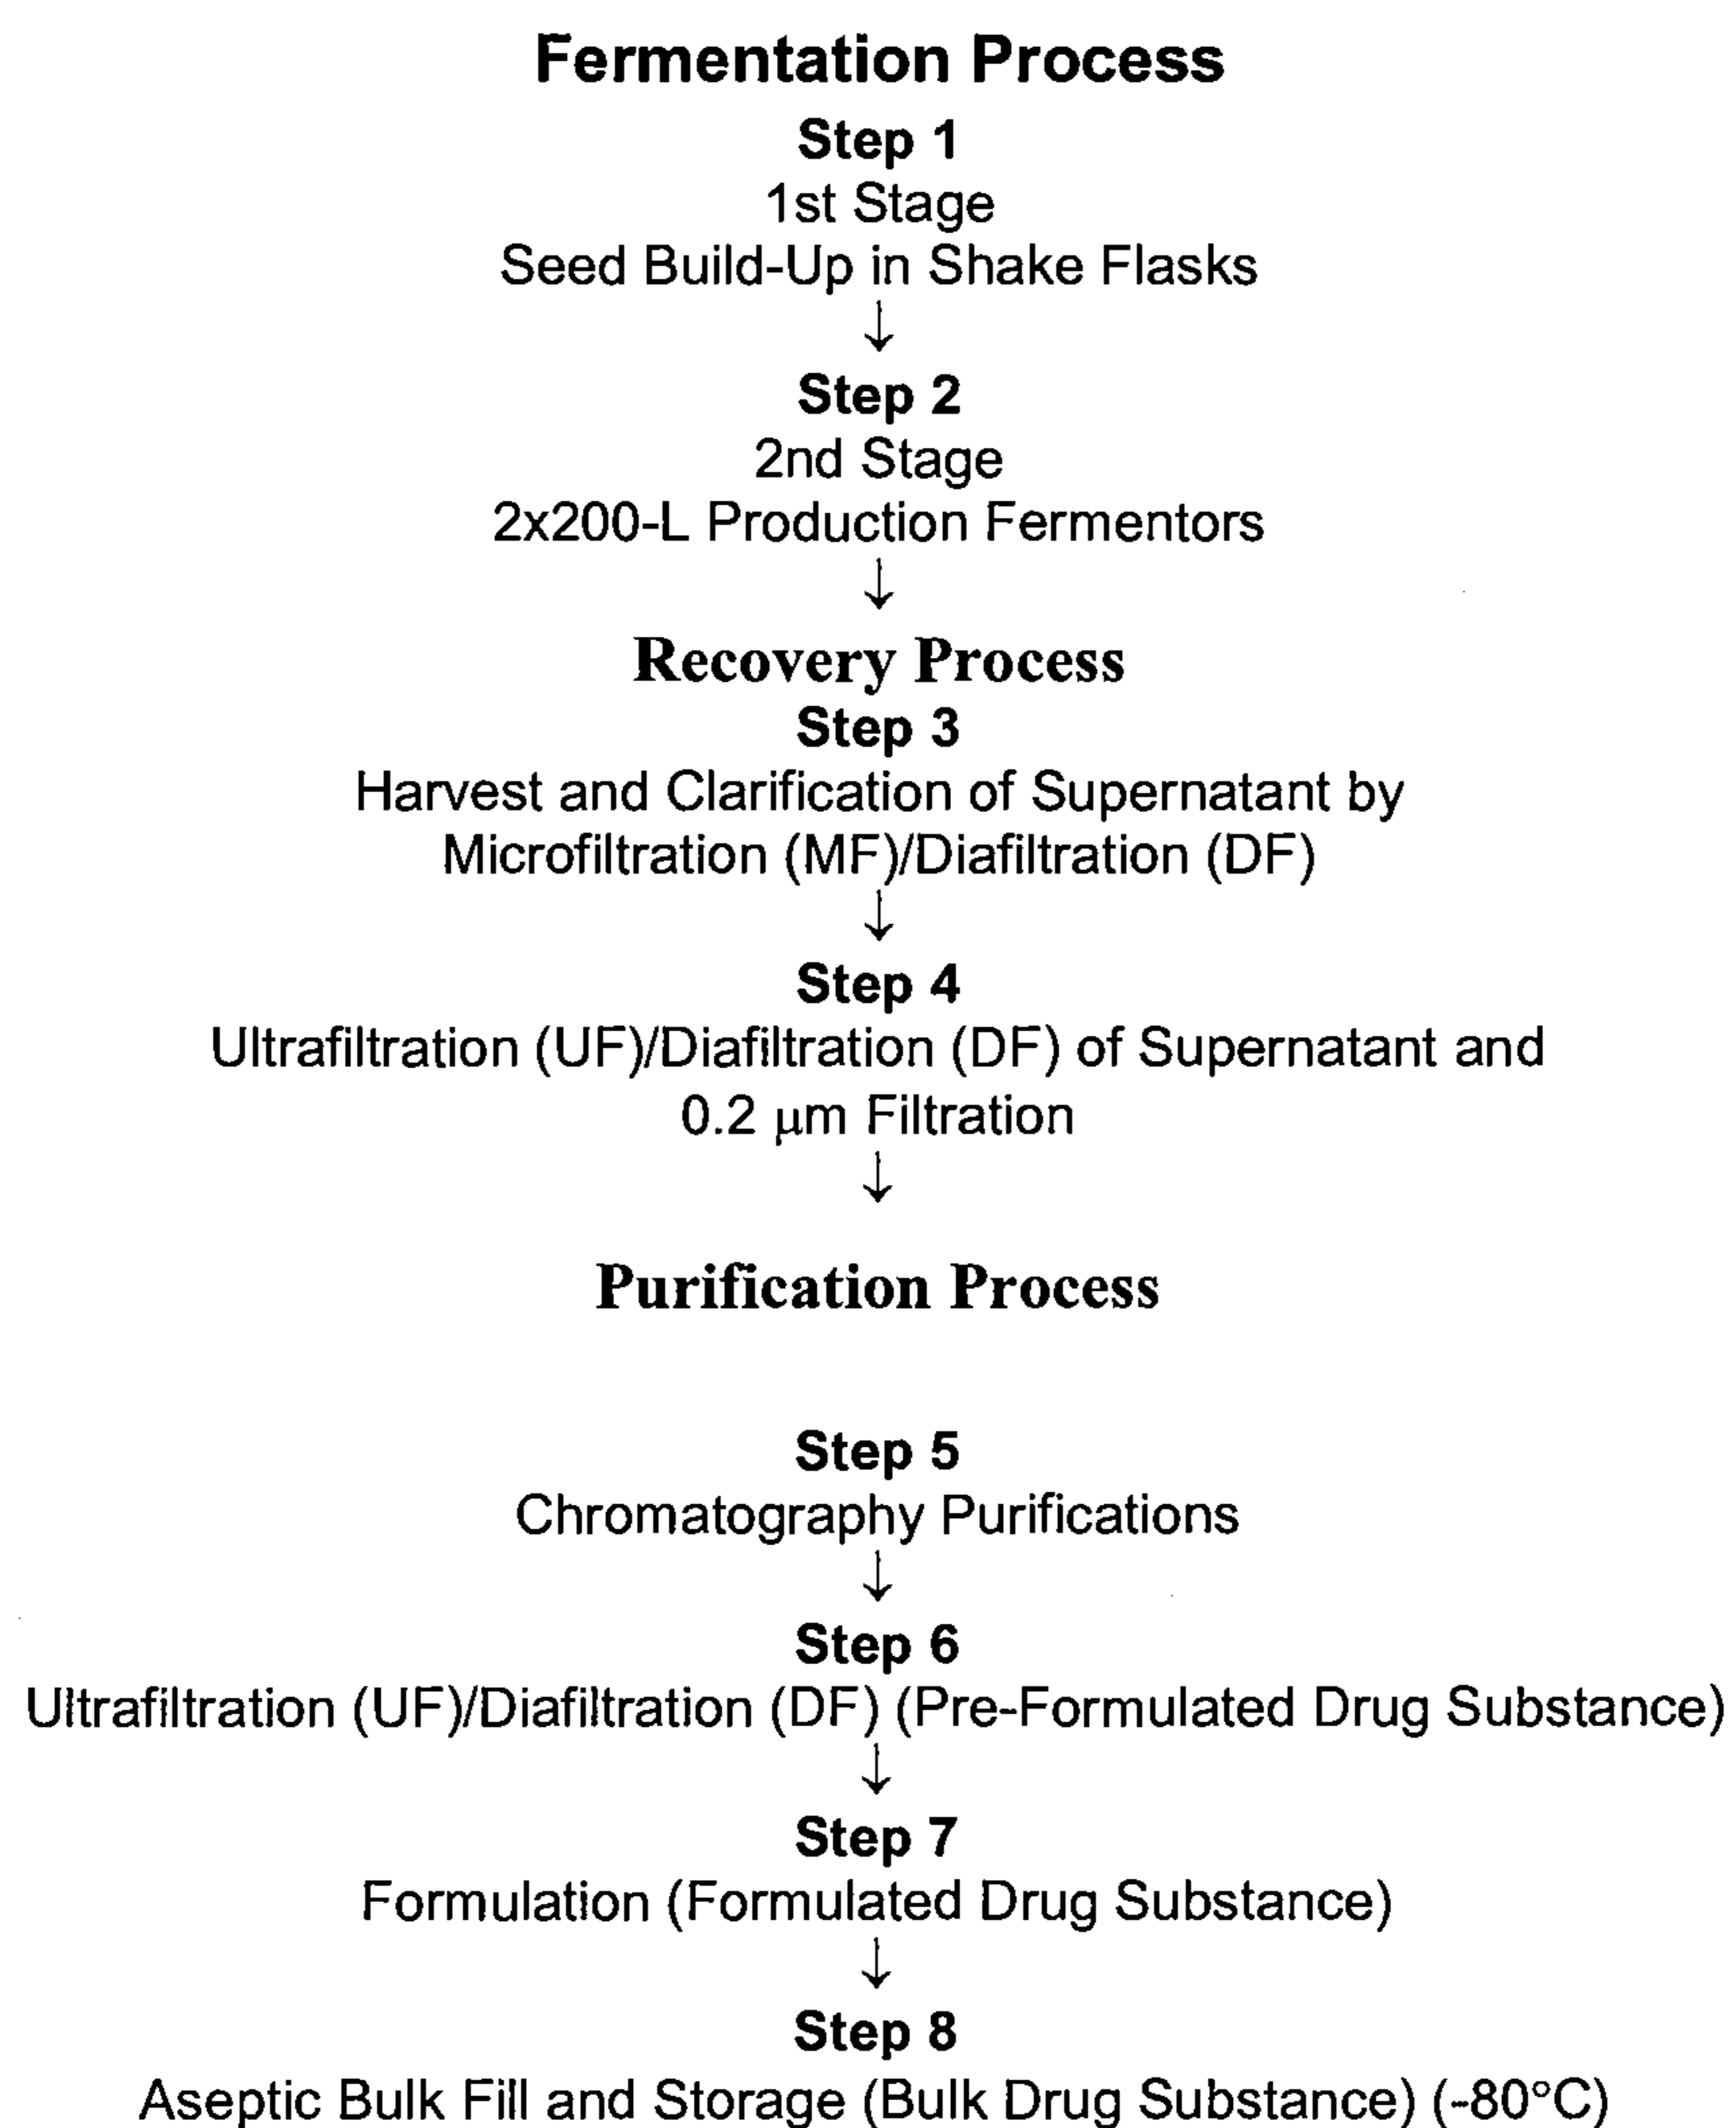 Fermentation Process
Step 1
1st Stage
Seed Build-Up in Shake Flasks
↓
Step 2
2nd Stage
2x200-L Production Fermentors
↓
Recovery Process
Step 3
Harvest and Clarification of Supernatant by
Microfiltration (MF)/Diafiltration (DF)
↓
Step 4
Ultrafiltration (UF)/Diafiltration (DF) of Supernatant and
0.2 μm Filtration
↓
Purification Process
Step 5
Chromatography Purifications
↓
Step 6
Ultrafiltration (UF)/Diafiltration (DF) (Pre-Formulated Drug Substance)
↓
Step 7
Formulation (Formulated Drug Substance)
↓
Step 8
Aseptic Bulk Fill and Storage (Bulk Drug Substance) (-80°C)